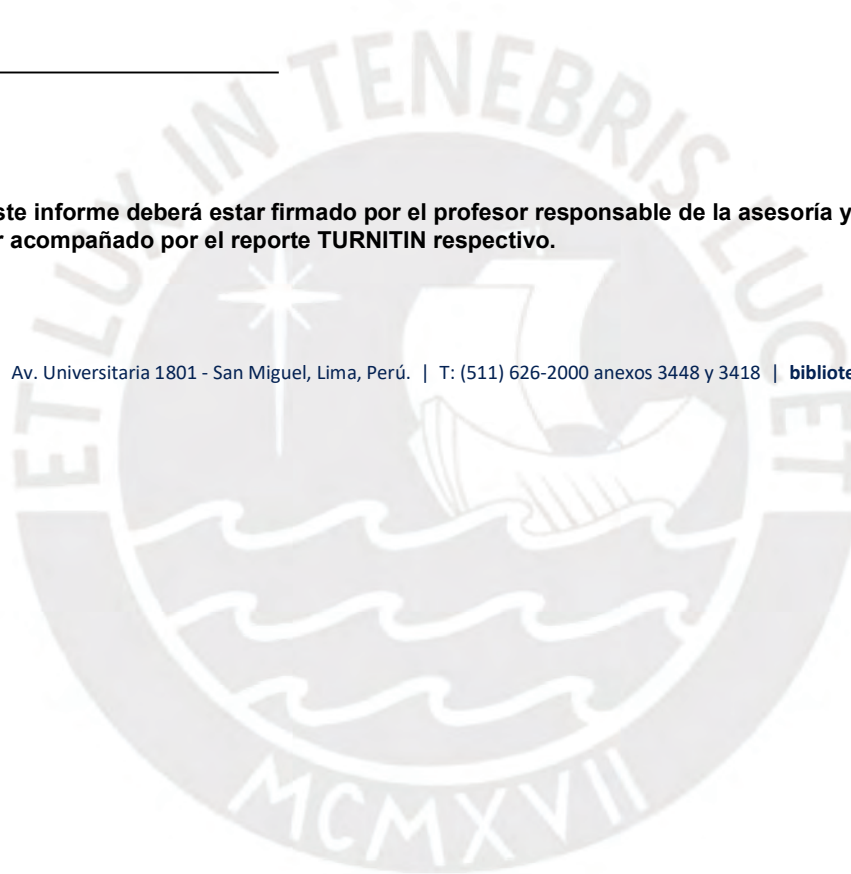 ste informe deberá estar firmado por el profesor responsable de la asesoría y
r acompañado por el reporte TURNITIN respectivo.
Av. Universitaria 1801 - San Miguel, Lima, Perú. | T: (511) 626-2000 anexos 3448 y 3418 | bibliote
ET LUX IN TENEBRIS LUCET
MCMXVII